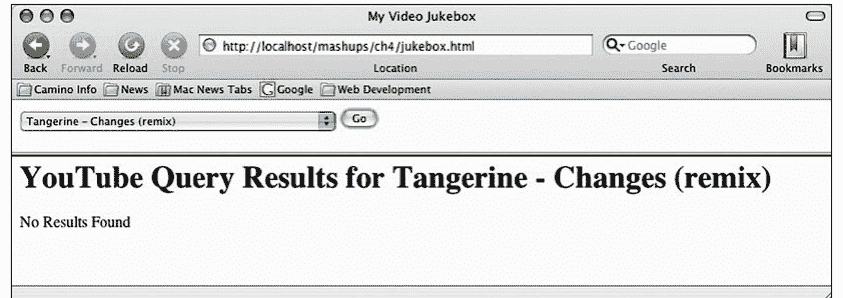 My Video Jukebox
http://localhost/mashups/ch4/jukebox.html
Google
Back Forward Reload Stop Location Search Bookmarks
Camino Info News Mac News Tabs Google Web Development
Tangerine - Changes (remix) Go
YouTube Query Results for Tangerine - Changes (remix)
No Results Found